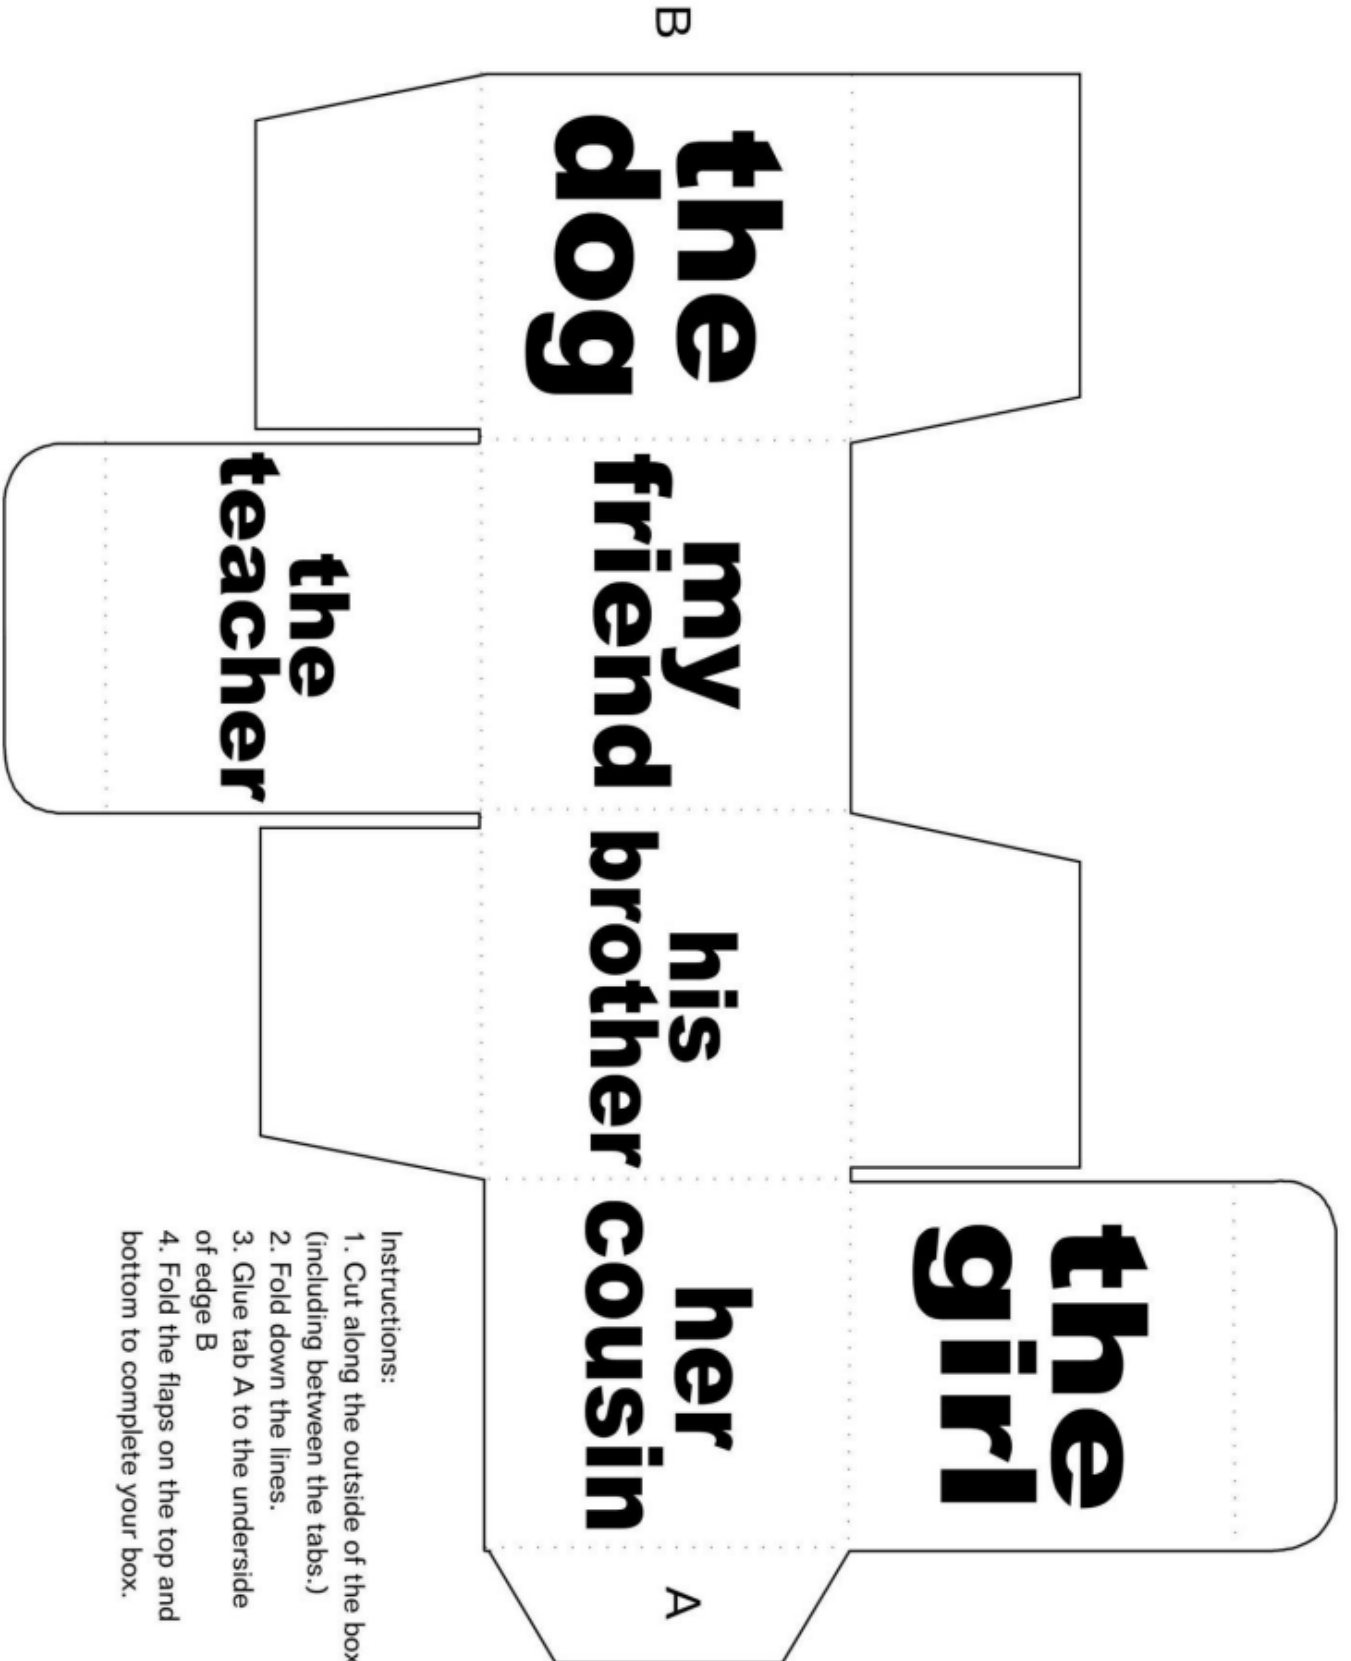 B
the
dog
my
friend
his
brother
her
cousin
A
the
girl
the
teacher
Instructions:
1. Cut along the outside of the box
(including between the tabs.)
2. Fold down the lines.
3. Glue tab A to the underside
of edge B
4. Fold the flaps on the top and
bottom to complete your box.